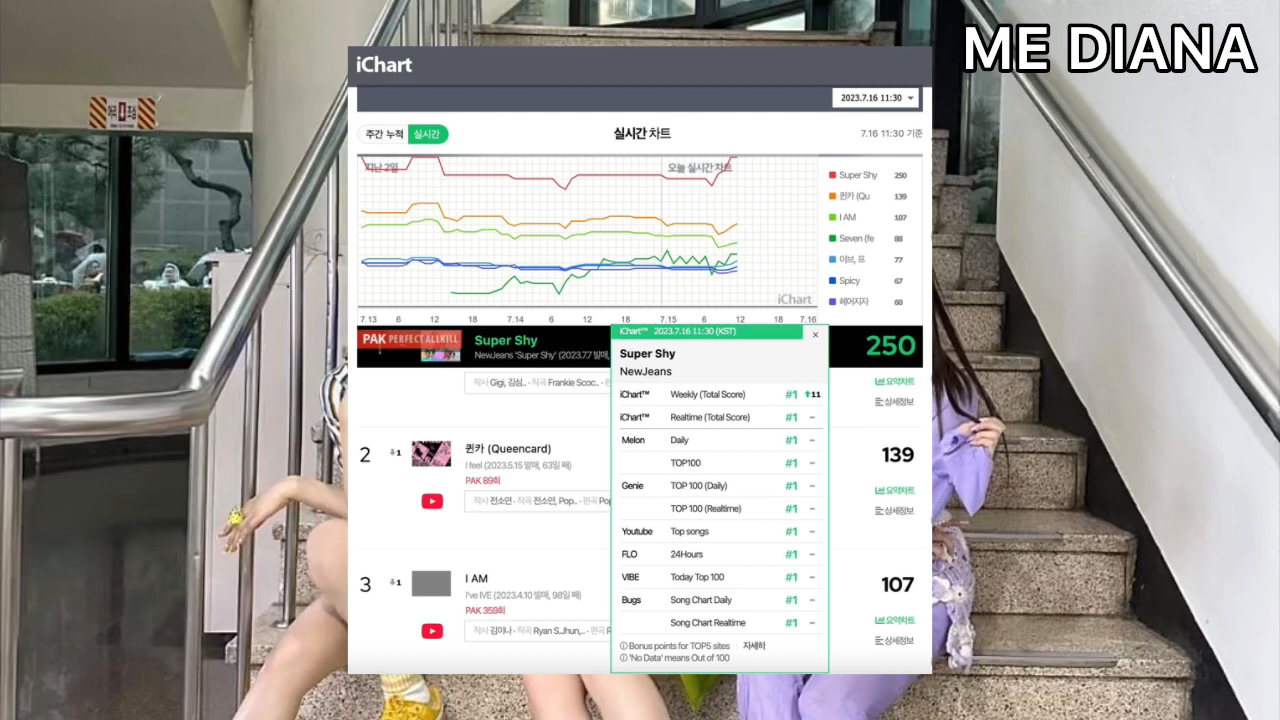 ME DIANA
iChart
2023.7.16 11:30
주간 누적 실시간
실시간 차트
7.16 11:30 기준
지난 2일
오늘 실시간 차트
Super Shy 250
퀸카 (Qu 139
I AM 107
Seven (fe 88
이브, 프 77
Spicy 67
헤어지자 60
iChart
7.13 6 12 18 7.14 6 12 18 7.15 6 12 18 7.16
PAK PERFECT ALLKILL
Super Shy
NewJeans 'Super Shy' (2023.7.7 발매,
250
작사 Gigi, 김심.. · 작곡 Frankie Scoc.. ·
요약차트
상세정보
2
1
퀸카 (Queencard)
I feel (2023.5.15 발매, 63일 째)
PAK 89회
작사 전소연 · 작곡 전소연, Pop.. · 편곡 Pop
139
요약차트
상세정보
3
1
I AM
I've IVE (2023.4.10 발매, 98일 째)
PAK 359회
작사 김이나 · 작곡 Ryan S.Jhun,.. · 편곡 R
107
요약차트
상세정보
iChart™ 2023.7.16 11:30 (KST)
×
Super Shy
NewJeans
iChart™ Weekly (Total Score) #1 11
iChart™ Realtime (Total Score) #1 –
Melon Daily #1 –
TOP100 #1 –
Genie TOP 100 (Daily) #1 –
TOP 100 (Realtime) #1 –
Youtube Top songs #1 –
FLO 24Hours #1 –
VIBE Today Top 100 #1 –
Bugs Song Chart Daily #1 –
Song Chart Realtime #1 –
Bonus points for TOP5 sites 자세히
'No Data' means Out of 100